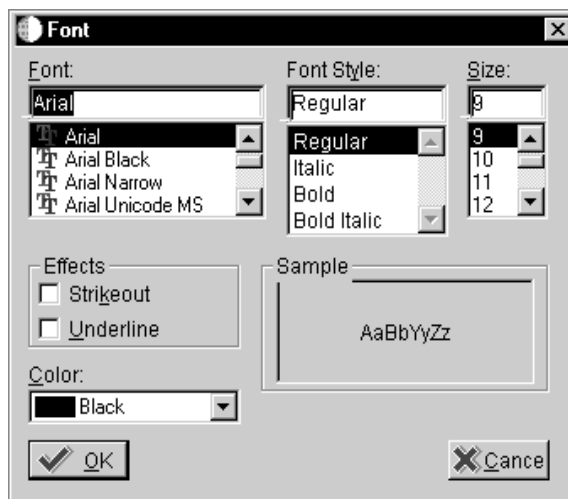 Font
Font:
Font Style:
Size:
Arial
Regular
9
Arial
Arial Black
Arial Narrow
Arial Unicode MS
Regular
Italic
Bold
Bold Italic
9
10
11
12
Effects
Strikeout
Underline
Sample
AaBbYyZz
Color:
Black
OK
Cance